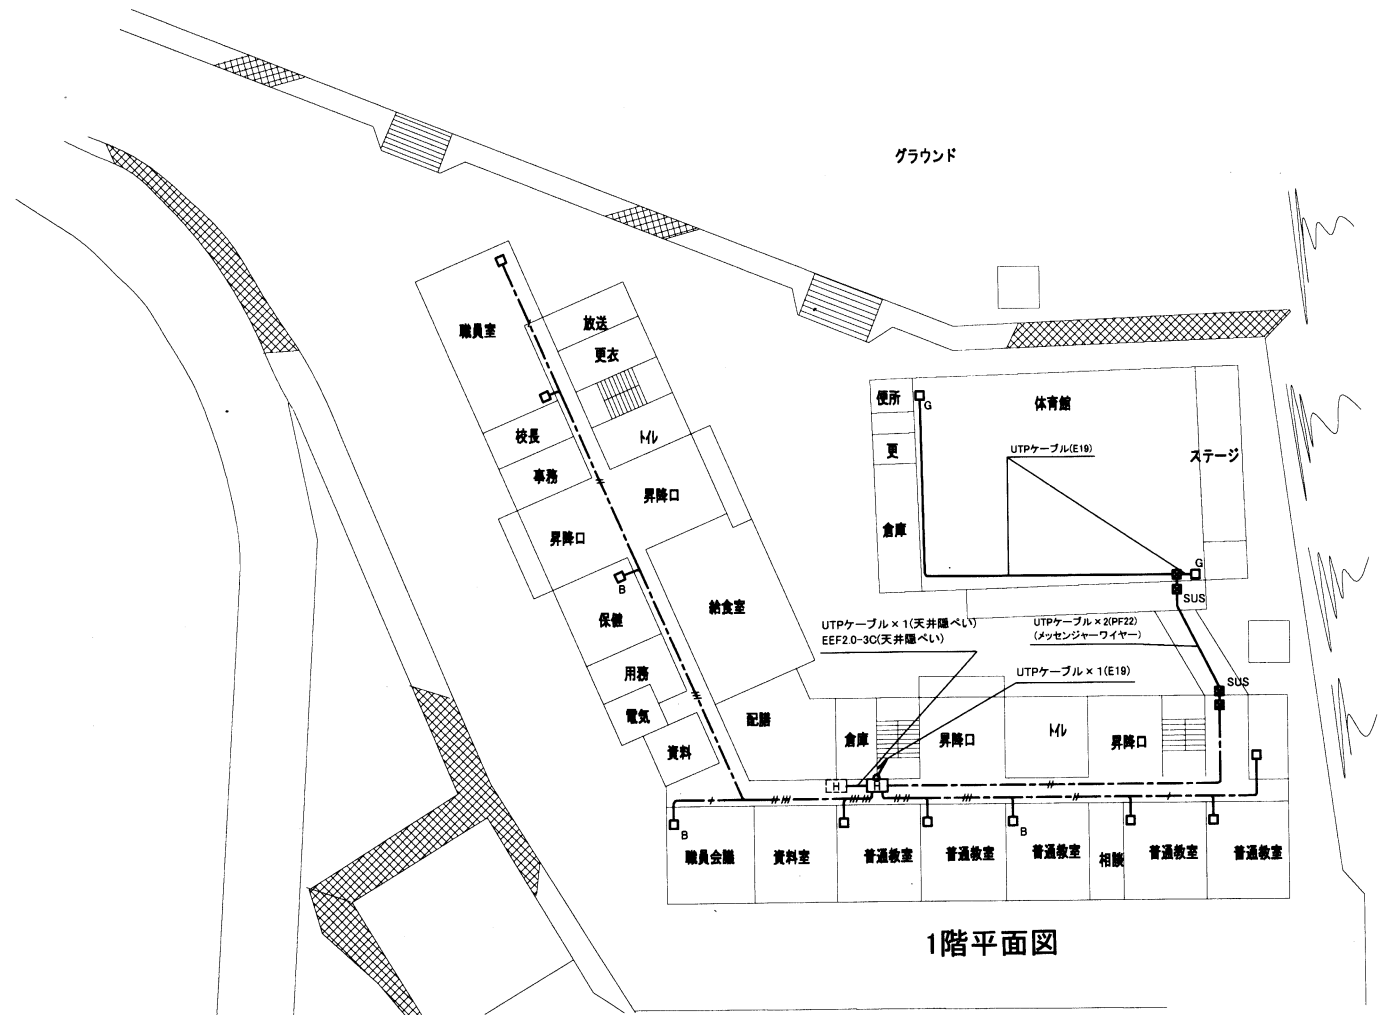 グラウンド
職員室
放送
更衣
校長
トイレ
事務
昇降口
昇降口
B
保健
給食室
用務
電気
資料
配膳
便所
G
体育館
更
UTPケーブル(E19)
ステージ
倉庫
G
SUS
UTPケーブル×1(天井隠ぺい)
EEF2.0-3C(天井隠ぺい)
UTPケーブル×2(PF22)
(メッセンジャーワイヤー)
UTPケーブル×1(E19)
SUS
倉庫
昇降口
トイレ
昇降口
H
H
B
B
職員会議
資料室
普通教室
普通教室
普通教室
相談
普通教室
普通教室
1階平面図